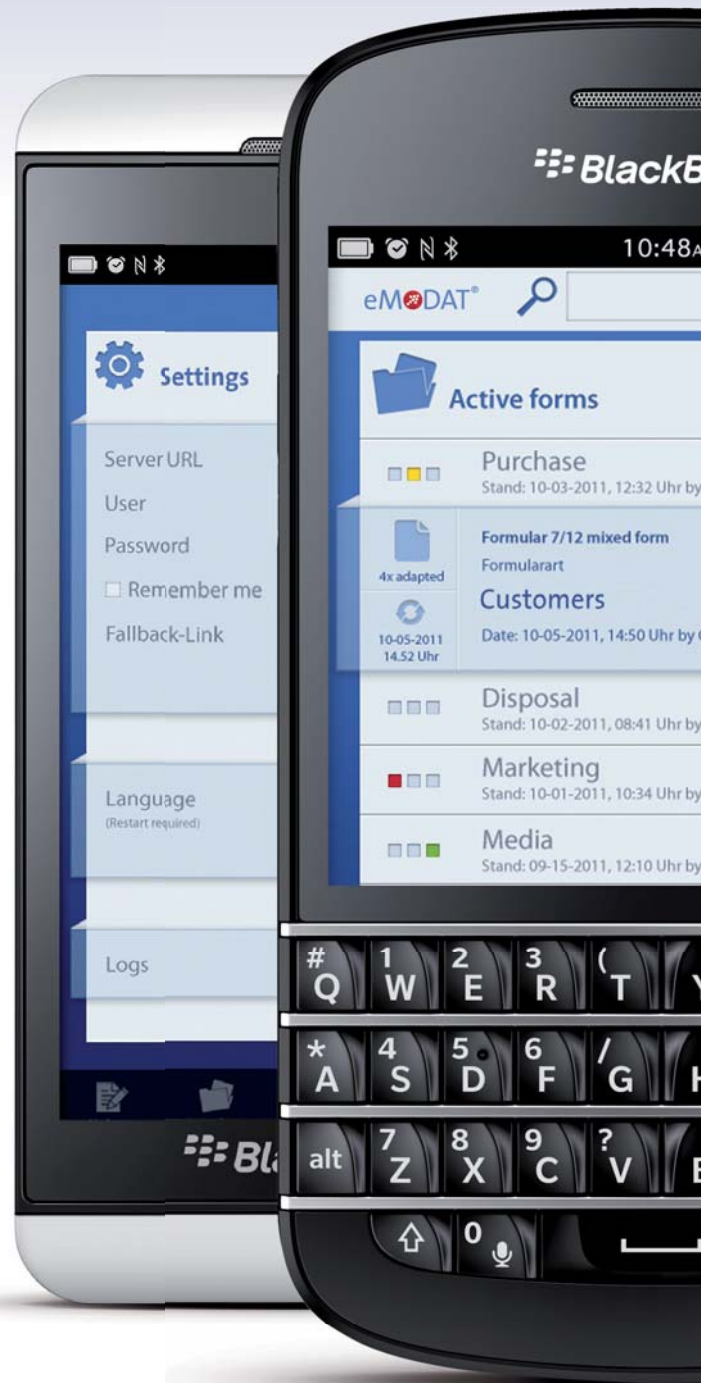 Settings
Server URL
User
Password
Remember me
Fallback-Link
Language
(Restart required)
Logs
BlackB
10:48A
eMODAT®
Active forms
Purchase
Stand: 10-03-2011, 12:32 Uhr by
4x adapted
10-05-2011
14.52 Uhr
Formular 7/12 mixed form
Formularart
Customers
Date: 10-05-2011, 14:50 Uhr by
Disposal
Stand: 10-02-2011, 08:41 Uhr by
Marketing
Stand: 10-01-2011, 10:34 Uhr by
Media
Stand: 09-15-2011, 12:10 Uhr by
# 1 2 3 (
Q W E R T
* 4 5 6 /
A S D F G
7 8 9 ?
alt Z X C V
0